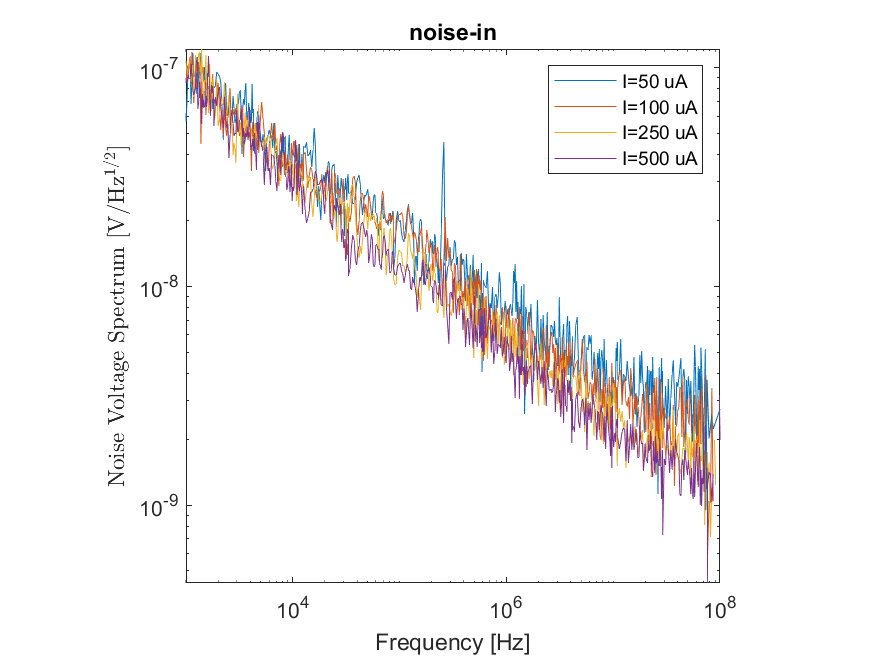 noise-in
10^-7
10^-8
10^-9
Noise Voltage Spectrum [V/Hz^1/2]
I=50 uA
I=100 uA
I=250 uA
I=500 uA
10^4
10^6
10^8
Frequency [Hz]